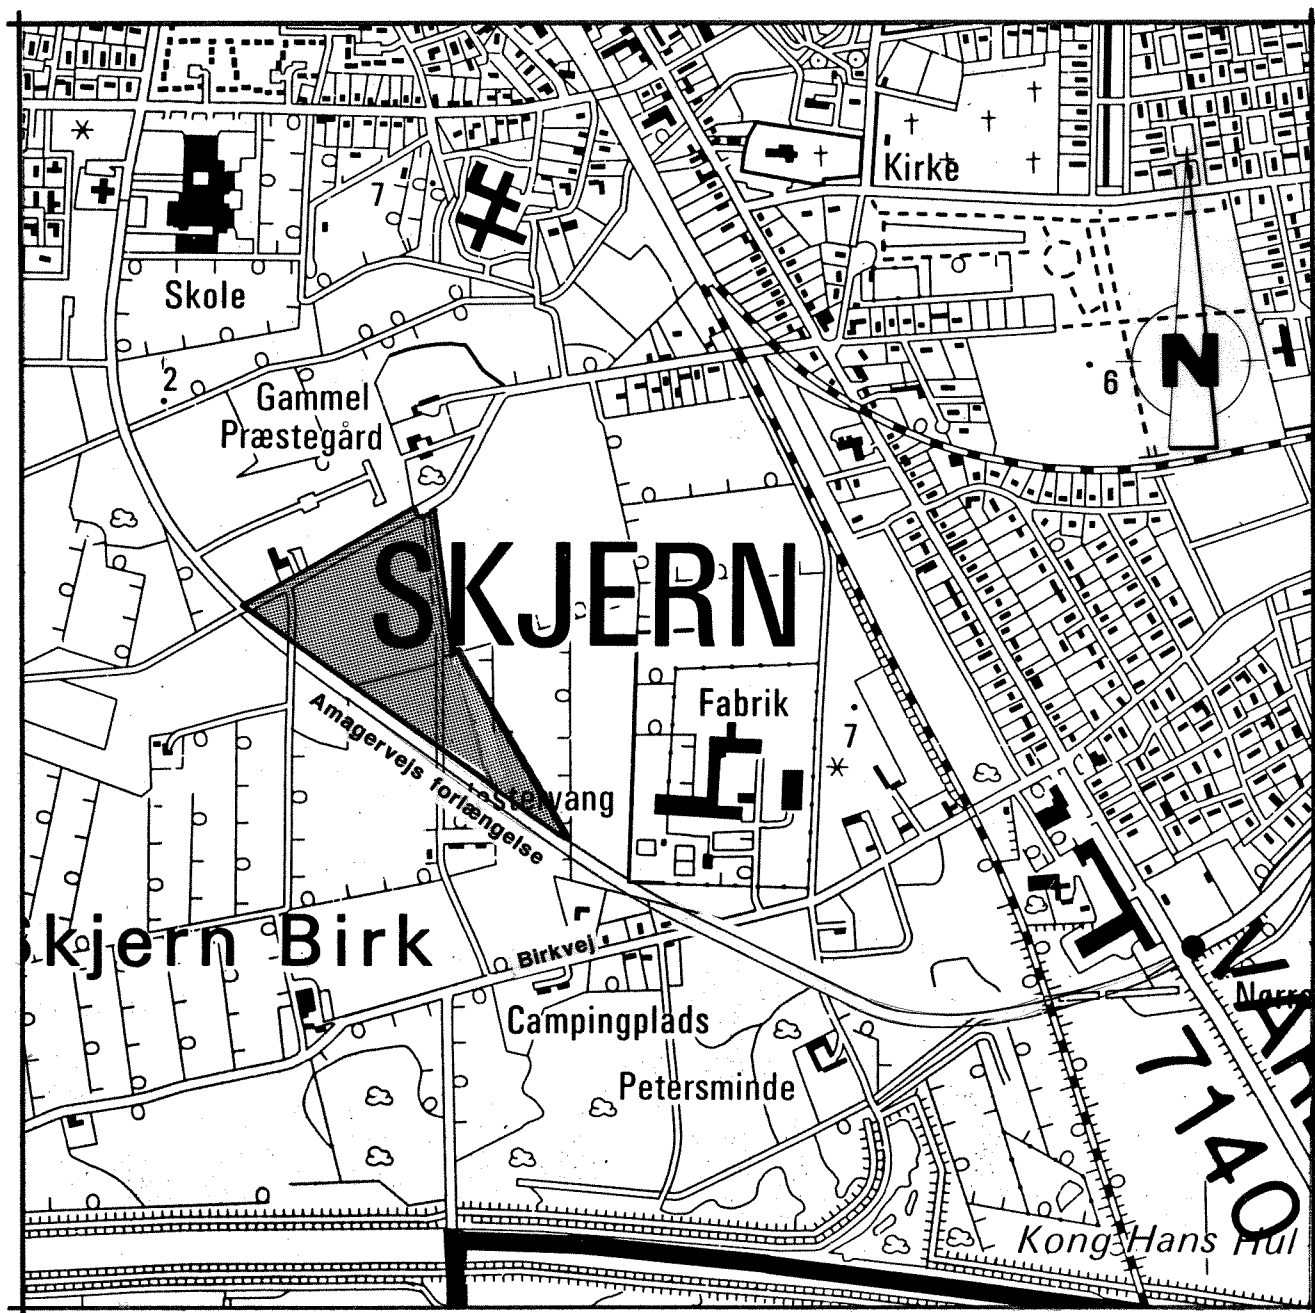 Kirke
7
Skole
N
2
6
Gammel
Præstegård
SKJERN
Fabrik
7
Amagervejs forlængelse
kjern Birk
Birkvej
Campingplads
Petersminde
7140
Kong Hans Hul